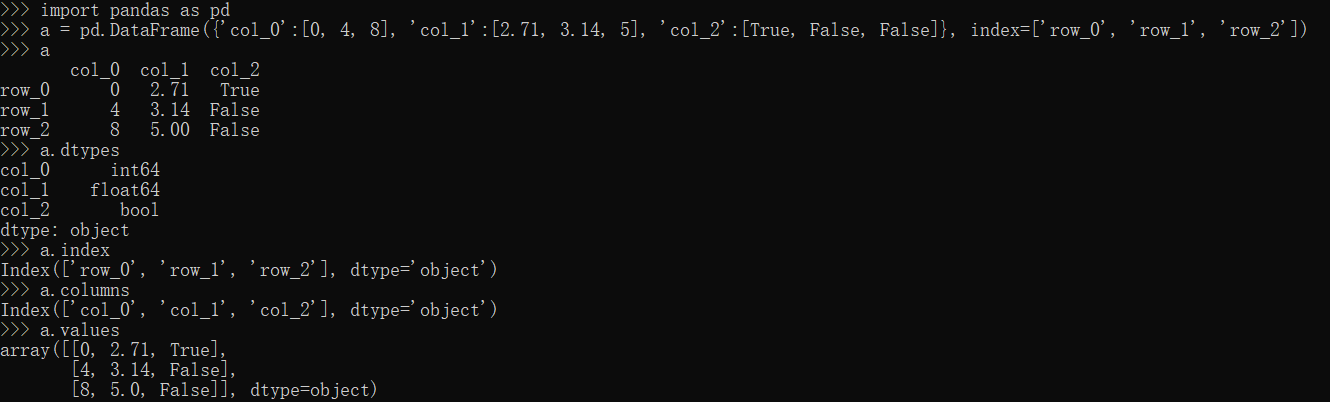 >>> import pandas as pd
>>> a = pd.DataFrame({'col_0':[0, 4, 8], 'col_1':[2.71, 3.14, 5], 'col_2':[True, False, False]}, index=['row_0', 'row_1', 'row_2'])
>>> a
       col_0  col_1  col_2
row_0      0   2.71   True
row_1      4   3.14  False
row_2      8   5.00  False
>>> a.dtypes
col_0      int64
col_1    float64
col_2       bool
dtype: object
>>> a.index
Index(['row_0', 'row_1', 'row_2'], dtype='object')
>>> a.columns
Index(['col_0', 'col_1', 'col_2'], dtype='object')
>>> a.values
array([[0, 2.71, True],
       [4, 3.14, False],
       [8, 5.0, False]], dtype=object)